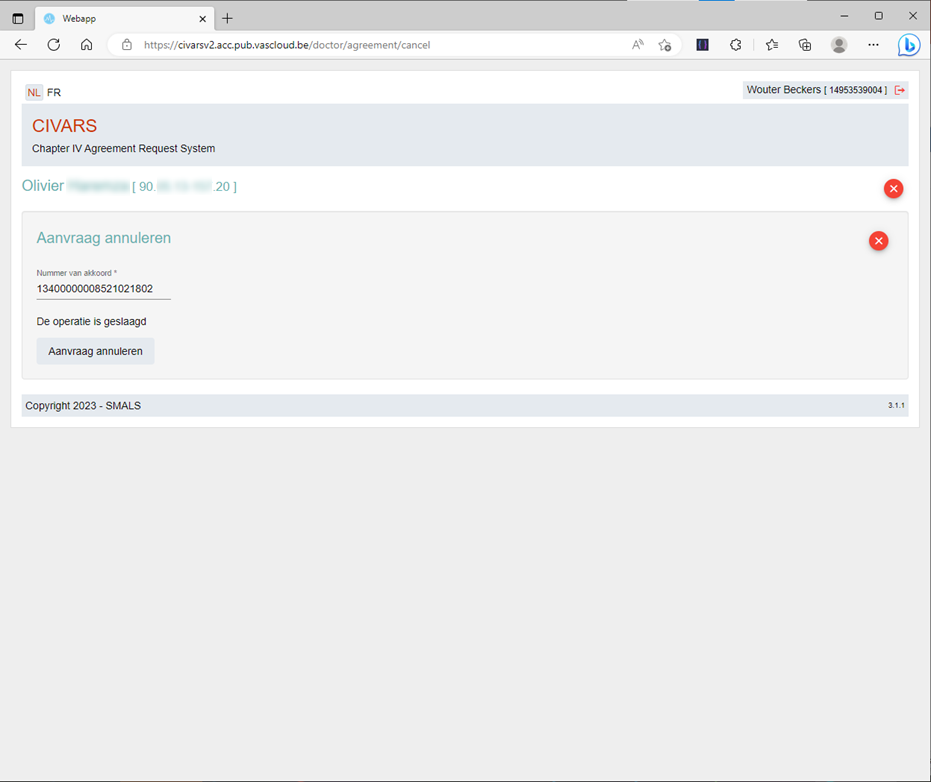 Webapp
https://civarsv2.acc.pub.vascloud.be/doctor/agreement/cancel
NL FR
Wouter Beckers [ 14953539004 ]
CIVARS
Chapter IV Agreement Request System
Olivier [ 90. .20 ]
Aanvraag annuleren
Nummer van akkoord *
13400000008521021802
De operatie is geslaagd
Aanvraag annuleren
Copyright 2023 - SMALS
3.1.1